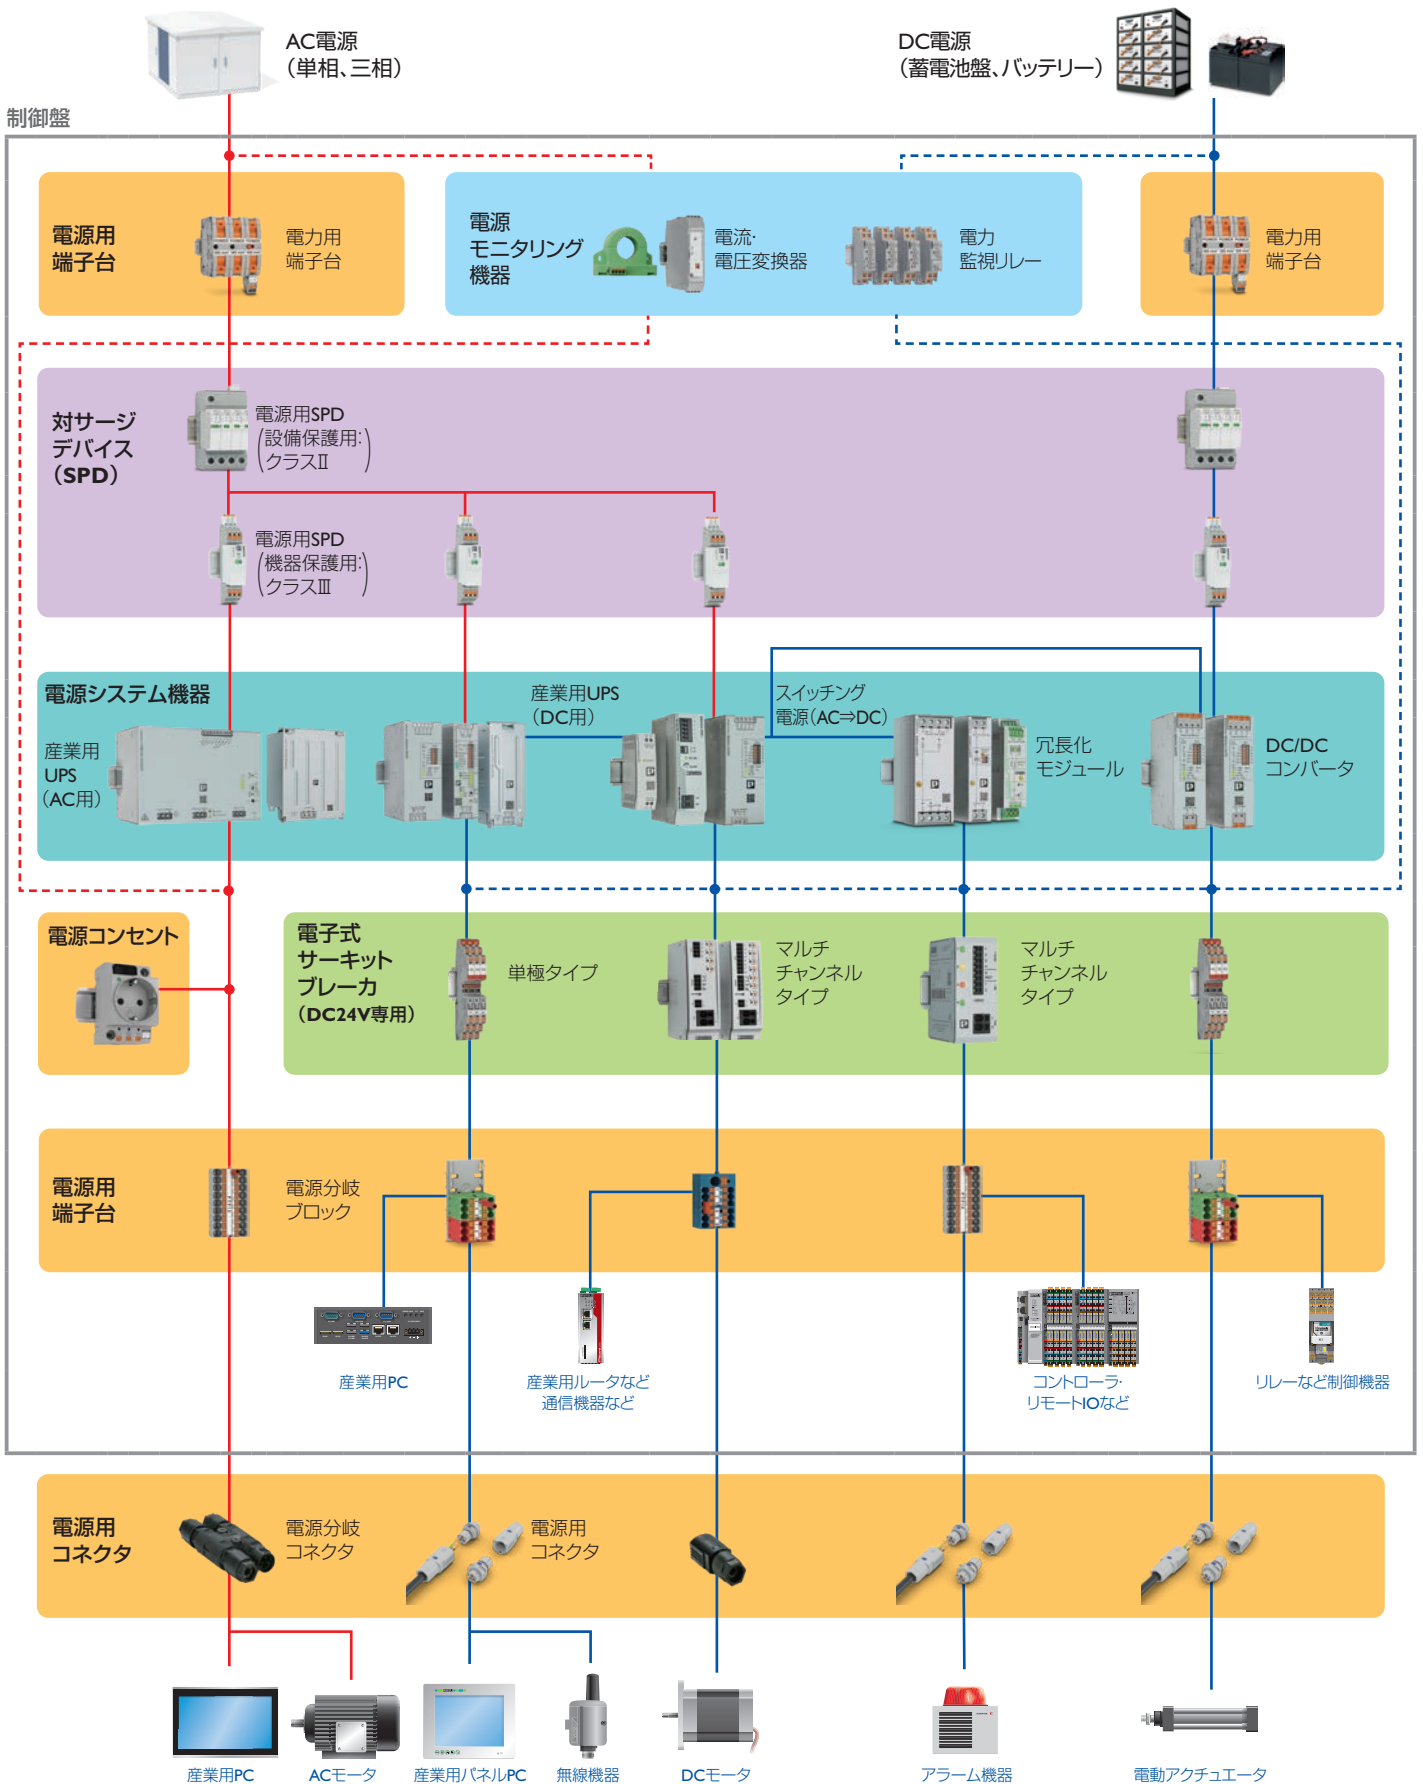 AC電源
（単相、三相）
DC電源
（蓄電池盤、バッテリー）
制御盤
電源用
端子台
電力用
端子台
電源
モニタリング
機器
電流・
電圧変換器
電力
監視リレー
電力用
端子台
対サージ
デバイス
（SPD）
電源用SPD
（設備保護用：
クラスⅡ）
電源用SPD
（機器保護用：
クラスⅢ）
電源システム機器
産業用
UPS
（AC用）
産業用UPS
（DC用）
スイッチング
電源（AC⇒DC）
冗長化
モジュール
DC/DC
コンバータ
電源コンセント
電子式
サーキット
ブレーカ
（DC24V専用）
単極タイプ
マルチ
チャンネル
タイプ
マルチ
チャンネル
タイプ
電源用
端子台
電源分岐
ブロック
産業用PC
産業用ルータなど
通信機器など
コントローラ・
リモートIOなど
リレーなど制御機器
電源用
コネクタ
電源分岐
コネクタ
電源用
コネクタ
産業用PC
ACモータ
産業用パネルPC
無線機器
DCモータ
アラーム機器
電動アクチュエータ